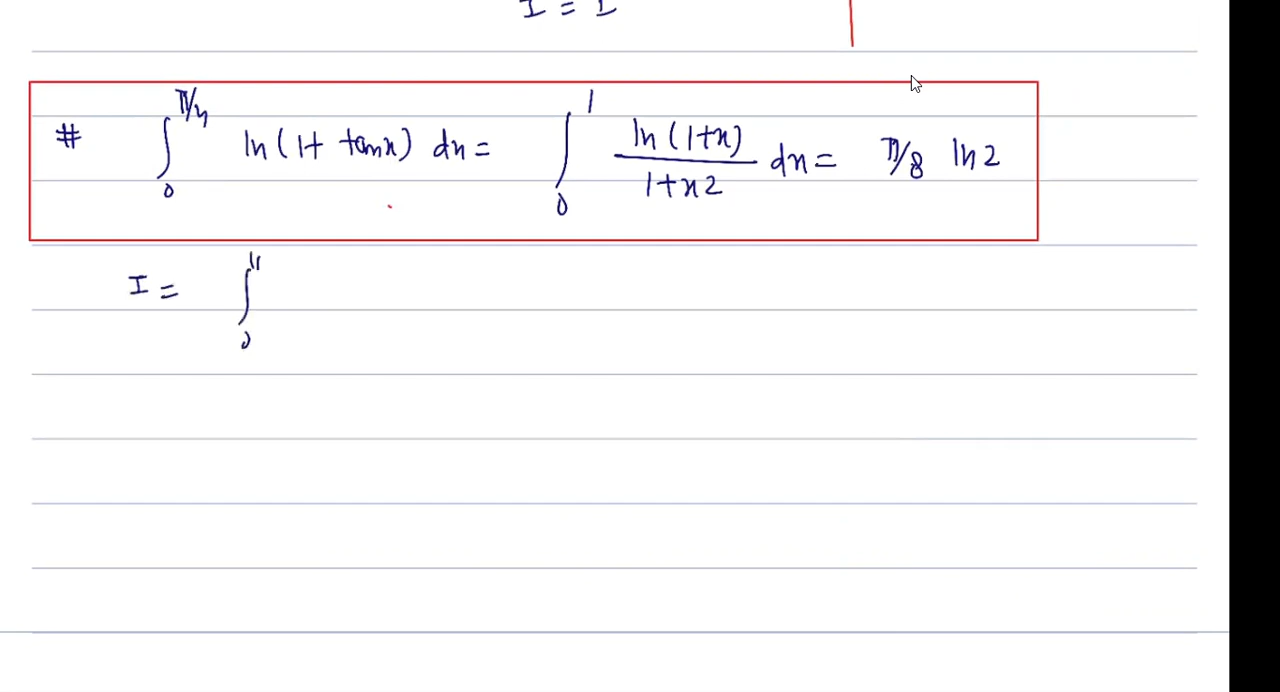 I = I
# ∫₀^π/4 ln(1+ tanx) dx = ∫₀^1 ln(1+x)/1+x2 dx = π/8 ln2
I = ∫₀